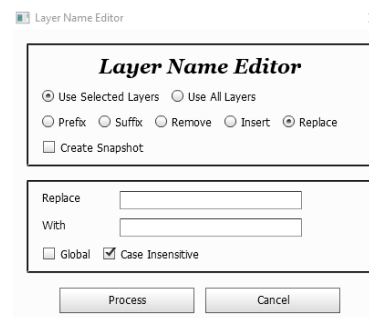 Layer Name Editor
Layer Name Editor
Use Selected Layers Use All Layers
Prefix Suffix Remove Insert Replace
Create Snapshot
Replace
With
Global Case Insensitive
Process Cancel